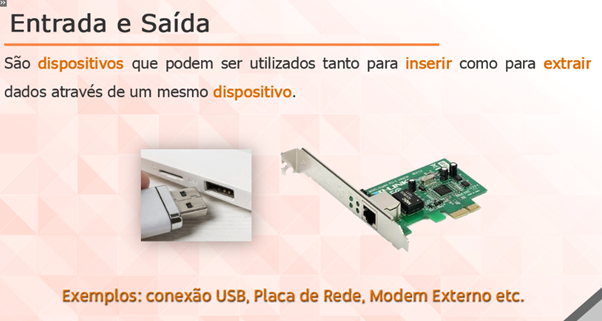 Entrada e Saída
São dispositivos que podem ser utilizados tanto para inserir como para extrair
dados através de um mesmo dispositivo.
Exemplos: conexão USB, Placa de Rede, Modem Externo etc.